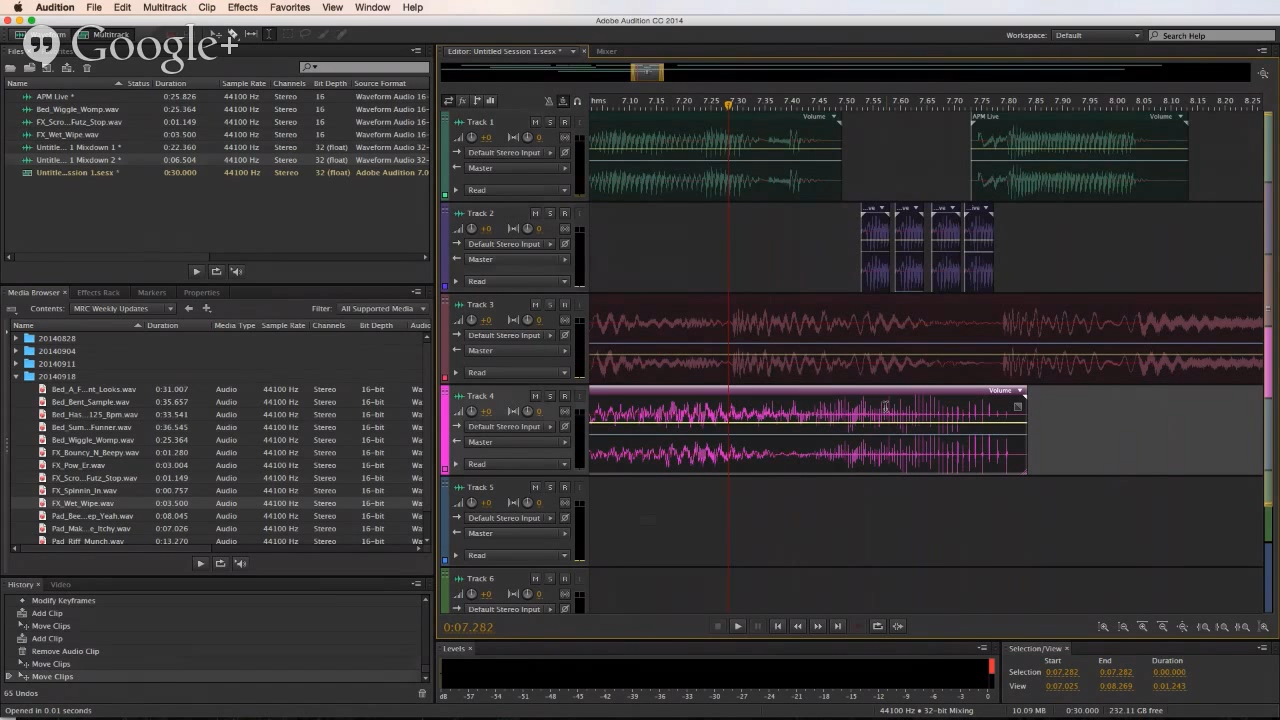 Audition File Edit Multitrack Clip Effects Favorites View Window Help
Adobe Audition CC 2014
Waveform Multitrack Workspace: Default Search Help
Google+
Files
Editor: Untitled Session 1.sesx * Mixer
Name Status Duration Sample Rate Channels Bit Depth Source Format
APM Live * 0:25.826 44100 Hz Stereo 16 Waveform Audio 16-
Bed_Wiggle_Womp.wav 0:25.364 44100 Hz Stereo 16 Waveform Audio 16-
FX_Scro...Futz_Stop.wav 0:01.149 44100 Hz Stereo 16 Waveform Audio 16-
FX_Wet_Wipe.wav 0:03.500 44100 Hz Stereo 16 Waveform Audio 16-
Untitle... 1 Mixdown 1 * 0:22.360 44100 Hz Stereo 32 (float) Waveform Audio 32-
Untitle... 1 Mixdown 2 * 0:06.504 44100 Hz Stereo 32 (float) Waveform Audio 32-
Untitle...ssion 1.sesx * 0:30.000 44100 Hz Stereo 32 (float) Adobe Audition 7.0
Media Browser Effects Rack Markers Properties
Contents: MRC Weekly Updates Filter: All Supported Media
Name Duration Media Type Sample Rate Channels Bit Depth Audio
20140828
20140904
20140911
20140918
Bed_A_F...nt_Looks.wav 0:31.007 Audio 44100 Hz Stereo 16-bit Wa
Bed_Bent_Sample.wav 0:35.657 Audio 44100 Hz Stereo 16-bit Wa
Bed_Has...125_Bpm.wav 0:33.541 Audio 44100 Hz Stereo 16-bit Wa
Bed_Sum...Funner.wav 0:36.545 Audio 44100 Hz Stereo 16-bit Wa
Bed_Wiggle_Womp.wav 0:25.364 Audio 44100 Hz Stereo 16-bit Wa
FX_Bouncy_N_Beepy.wav 0:01.280 Audio 44100 Hz Stereo 16-bit Wa
FX_Pow_Er.wav 0:03.004 Audio 44100 Hz Stereo 16-bit Wa
FX_Scro...Futz_Stop.wav 0:01.149 Audio 44100 Hz Stereo 16-bit Wa
FX_Spinnin_In.wav 0:00.757 Audio 44100 Hz Stereo 16-bit Wa
FX_Wet_Wipe.wav 0:03.500 Audio 44100 Hz Stereo 16-bit Wa
Pad_Bee...ep_Yeah.wav 0:08.045 Audio 44100 Hz Stereo 16-bit Wa
Pad_Mak...e_Itchy.wav 0:07.026 Audio 44100 Hz Stereo 16-bit Wa
Pad_Riff_Munch.wav 0:13.270 Audio 44100 Hz Stereo 16-bit Wa
History Video
Modify Keyframes
Add Clip
Move Clips
Add Clip
Remove Audio Clip
Move Clips
Move Clips
65 Undos
Opened in 0.01 seconds
hms 7.10 7.15 7.20 7.25 7.30 7.35 7.40 7.45 7.50 7.55 7.60 7.65 7.70 7.75 7.80 7.85 7.90 7.95 8.00 8.05 8.10 8.15 8.20 8.25
Track 1 M S R Volume APM Live Volume
+0 0
Default Stereo Input
Master
Read
Track 2 M S R ...ve ...ve ...ve ...ive
+0 0
Default Stereo Input
Master
Read
Track 3 M S R
+0 0
Default Stereo Input
Master
Read
Track 4 M S R Volume
+0 0
Default Stereo Input
Master
Read
Track 5 M S R
+0 0
Default Stereo Input
Master
Read
Track 6 M S R
+0 0
Default Stereo Input
0:07.282
Levels
dB -57 -54 -51 -48 -45 -42 -39 -36 -33 -30 -27 -24 -21 -18 -15 -12 -9 -6 -3 0
Selection/View
Start End Duration
Selection 0:07.282 0:07.282 0:00.000
View 0:07.025 0:08.269 0:01.243
44100 Hz • 32-bit Mixing 10.09 MB 0:30.000 232.11 GB free